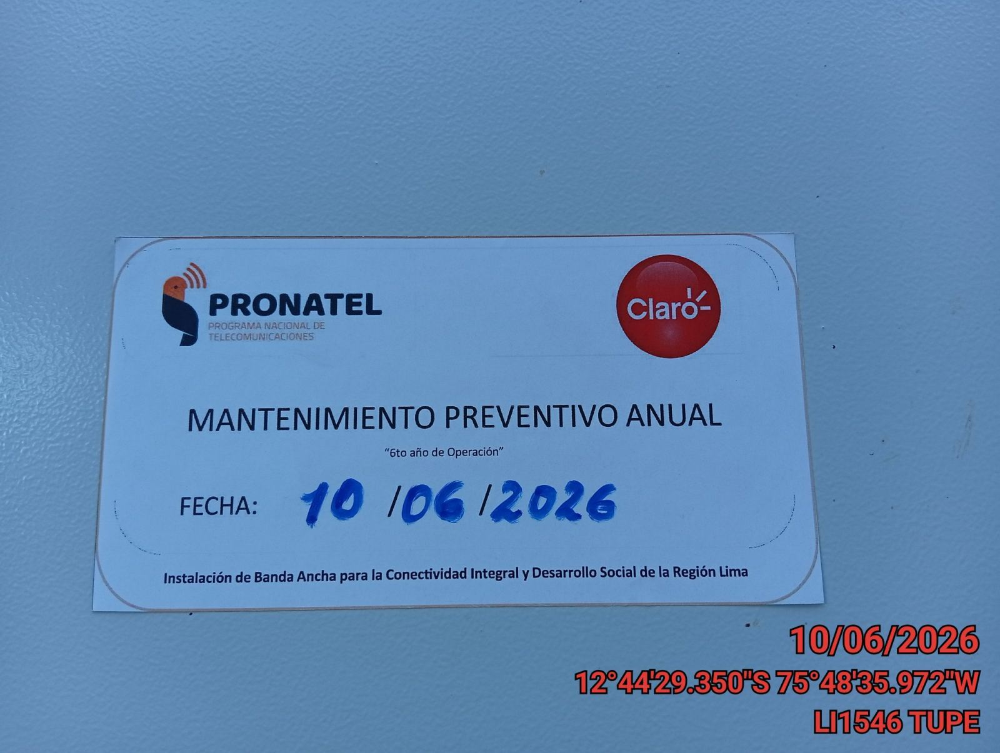 PRONATEL
PROGRAMA NACIONAL DE
TELECOMUNICACIONES
Claro
MANTENIMIENTO PREVENTIVO ANUAL
“6to año de Operación”
FECHA: 10 /06 /2026
Instalación de Banda Ancha para la Conectividad Integral y Desarrollo Social de la Región Lima
10/06/2026
12°44'29.350"S 75°48'35.972"W
LI1546 TUPE